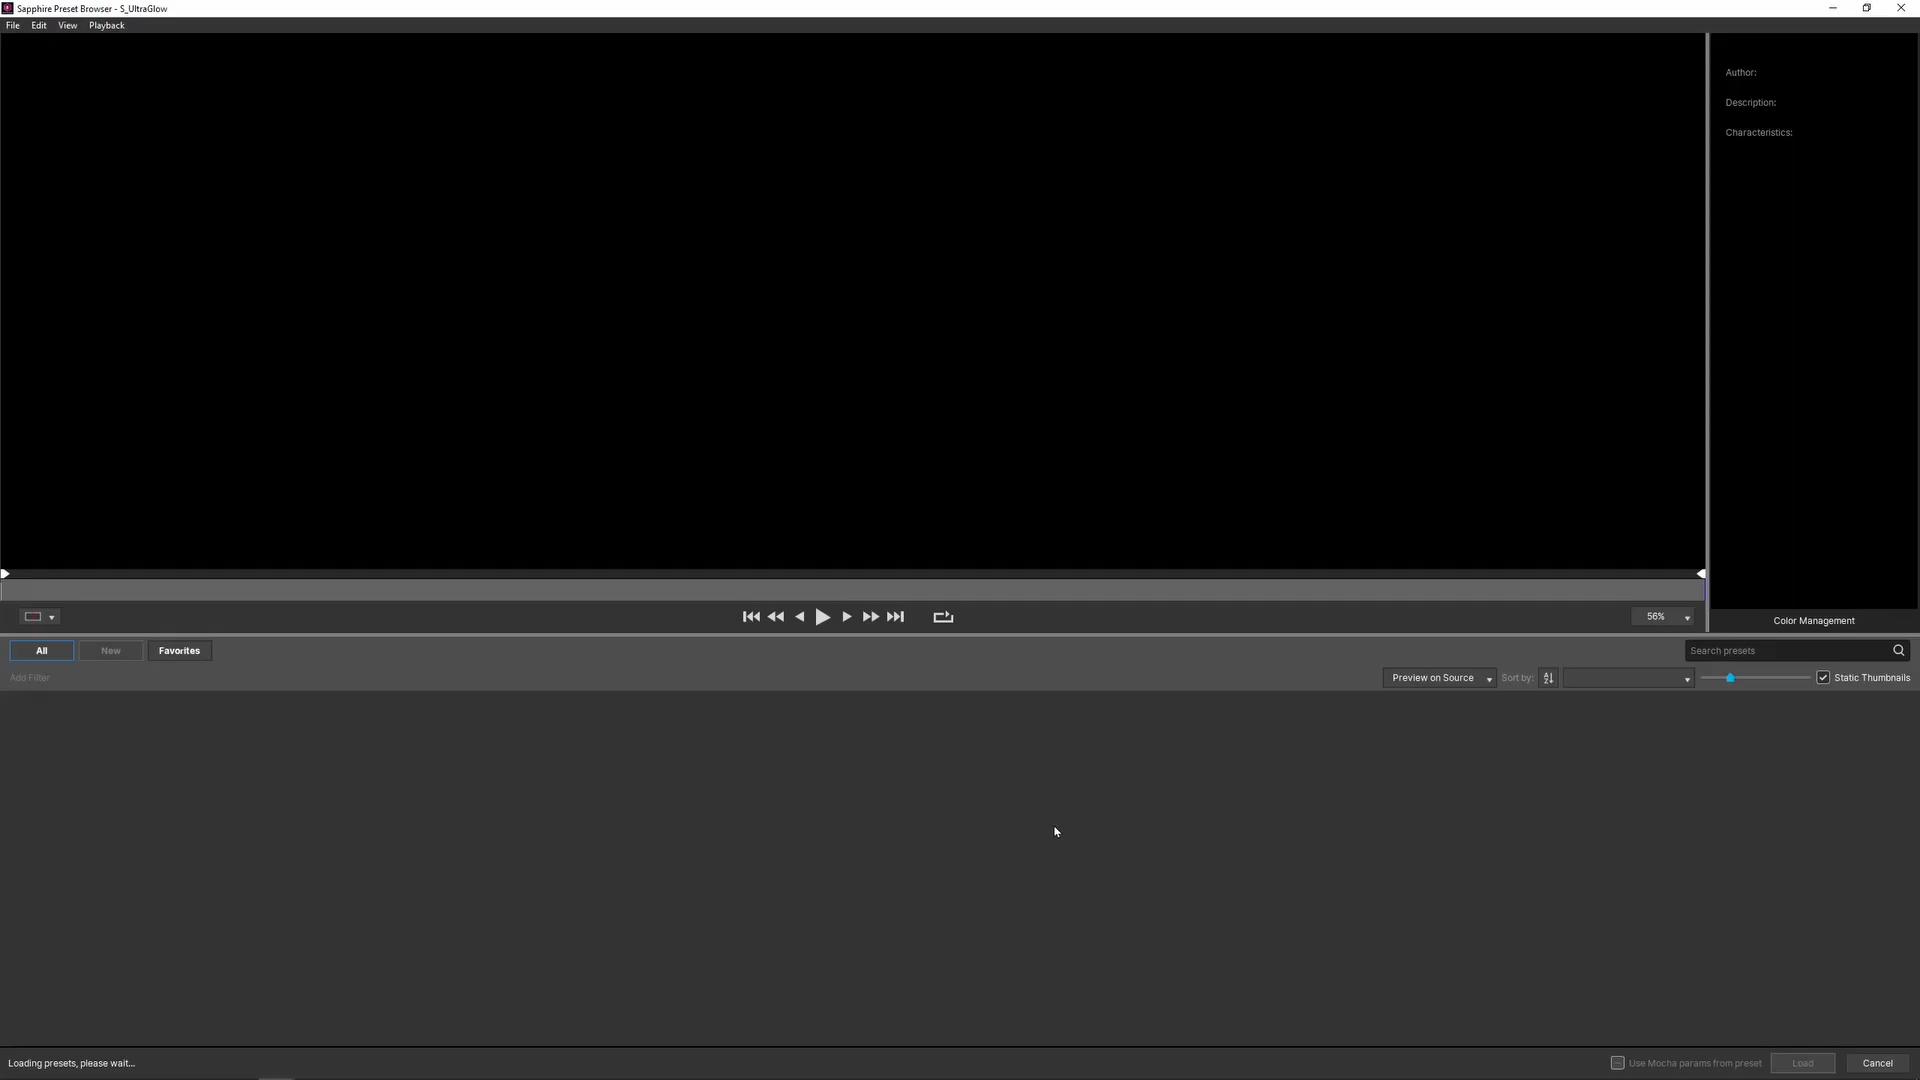 Sapphire Preset Browser - S_UltraGlow
File Edit View Playback
Author:
Description:
Characteristics:
56%
Color Management
All New Favorites
Search presets
Add Filter
Preview on Source Sort by: Static Thumbnails
Loading presets, please wait...
Use Mocha params from preset Load Cancel